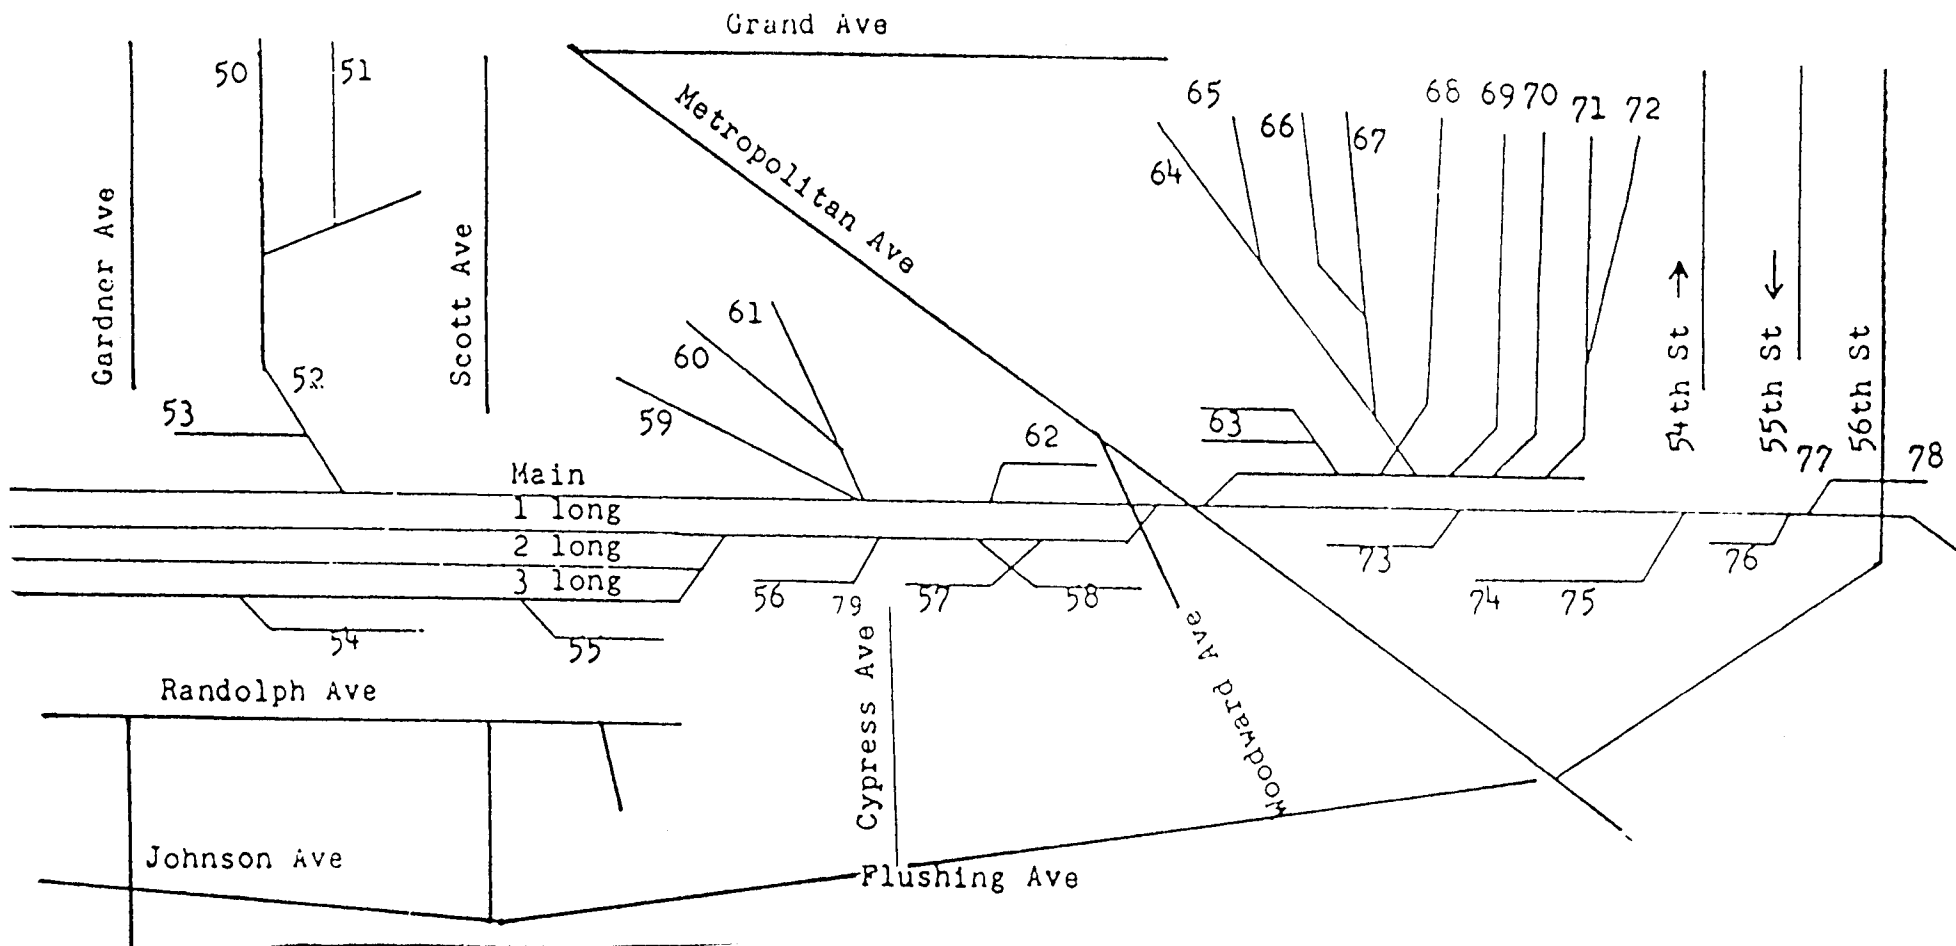 Grand Ave
50
51
Metropolitan Ave
65
66
67
64
68
69
70
71
72
Gardner Ave
Scott Ave
52
53
61
60
59
62
63
54th St →
55th St ↓
56th St
77
78
Main
1 long
2 long
3 long
54
55
56
79
57
58
73
74
75
76
Randolph Ave
Cypress Ave
Woodward Ave
Johnson Ave
Flushing Ave